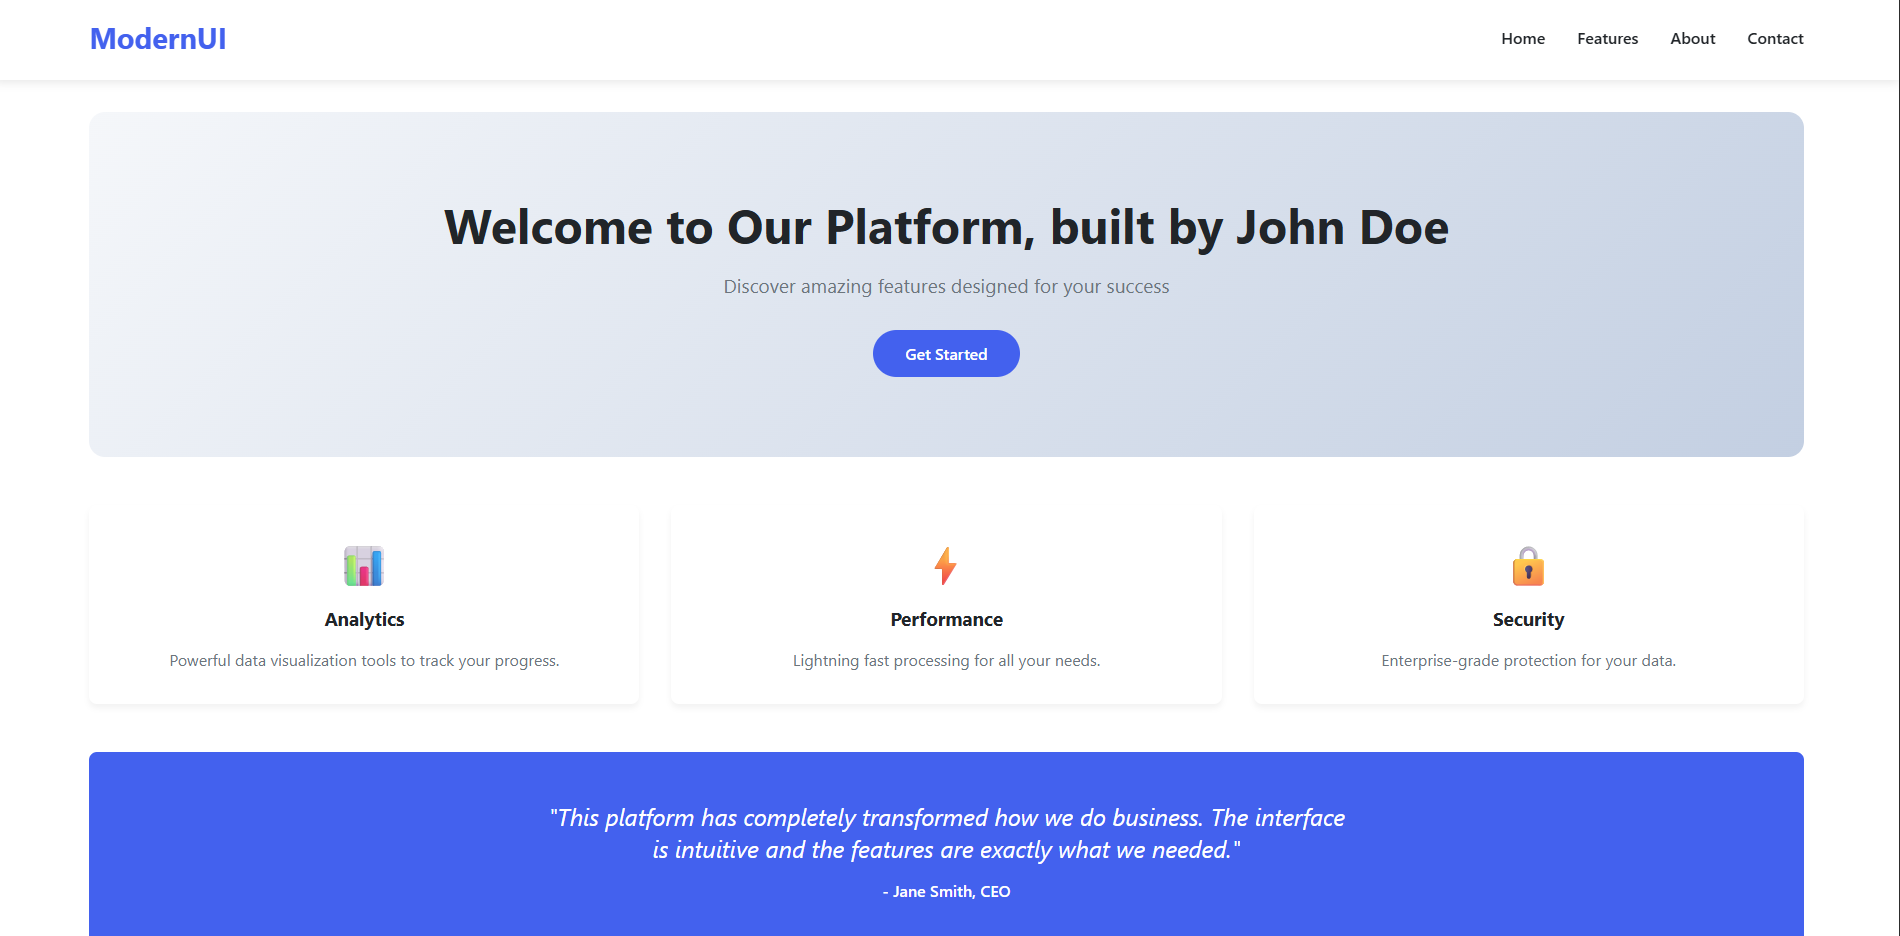 ModernUI
Home Features About Contact
Welcome to Our Platform, built by John Doe
Discover amazing features designed for your success
Get Started
Analytics
Powerful data visualization tools to track your progress.
Performance
Lightning fast processing for all your needs.
Security
Enterprise-grade protection for your data.
"This platform has completely transformed how we do business. The interface
is intuitive and the features are exactly what we needed."
- Jane Smith, CEO